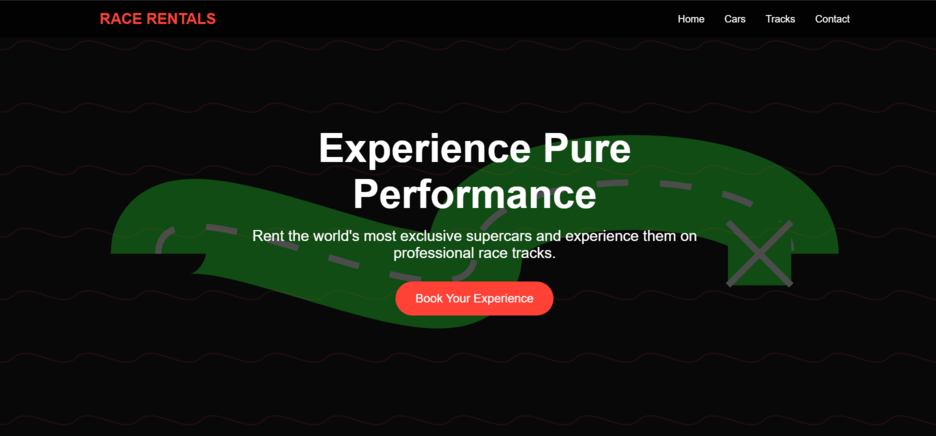 RACE RENTALS
Home Cars Tracks Contact
Experience Pure
Performance
Rent the world's most exclusive supercars and experience them on
professional race tracks.
Book Your Experience